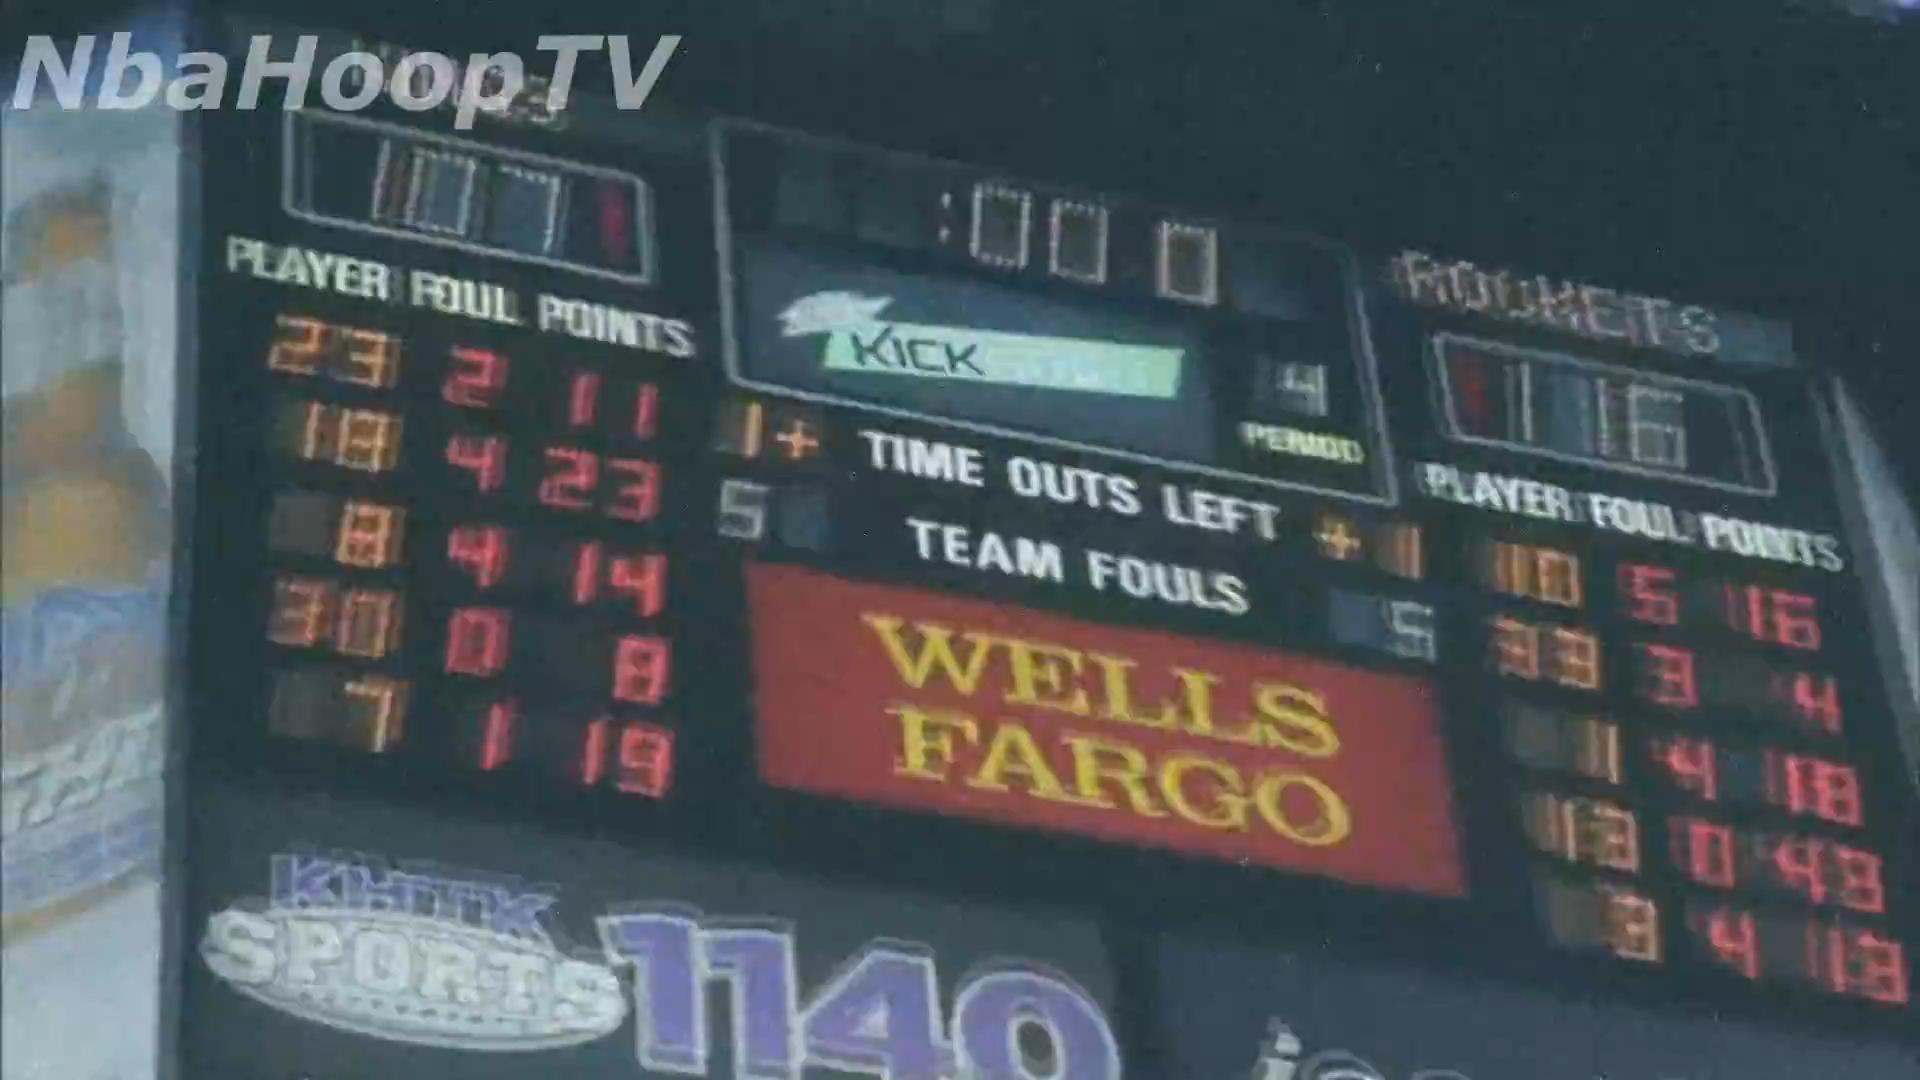 NbaHoopTV
107
:00 0
ROCKETS
PLAYER FOUL POINTS
KICK
4
PERIOD
116
23 2 11
18 4 23
8 4 14
30 0 8
7 1 19
1+ TIME OUTS LEFT +1
5 TEAM FOULS 5
WELLS
FARGO
PLAYER FOUL POINTS
10 5 16
33 3 4
1 4 18
13 0 43
3 4 13
KHTK
SPORTS
1140